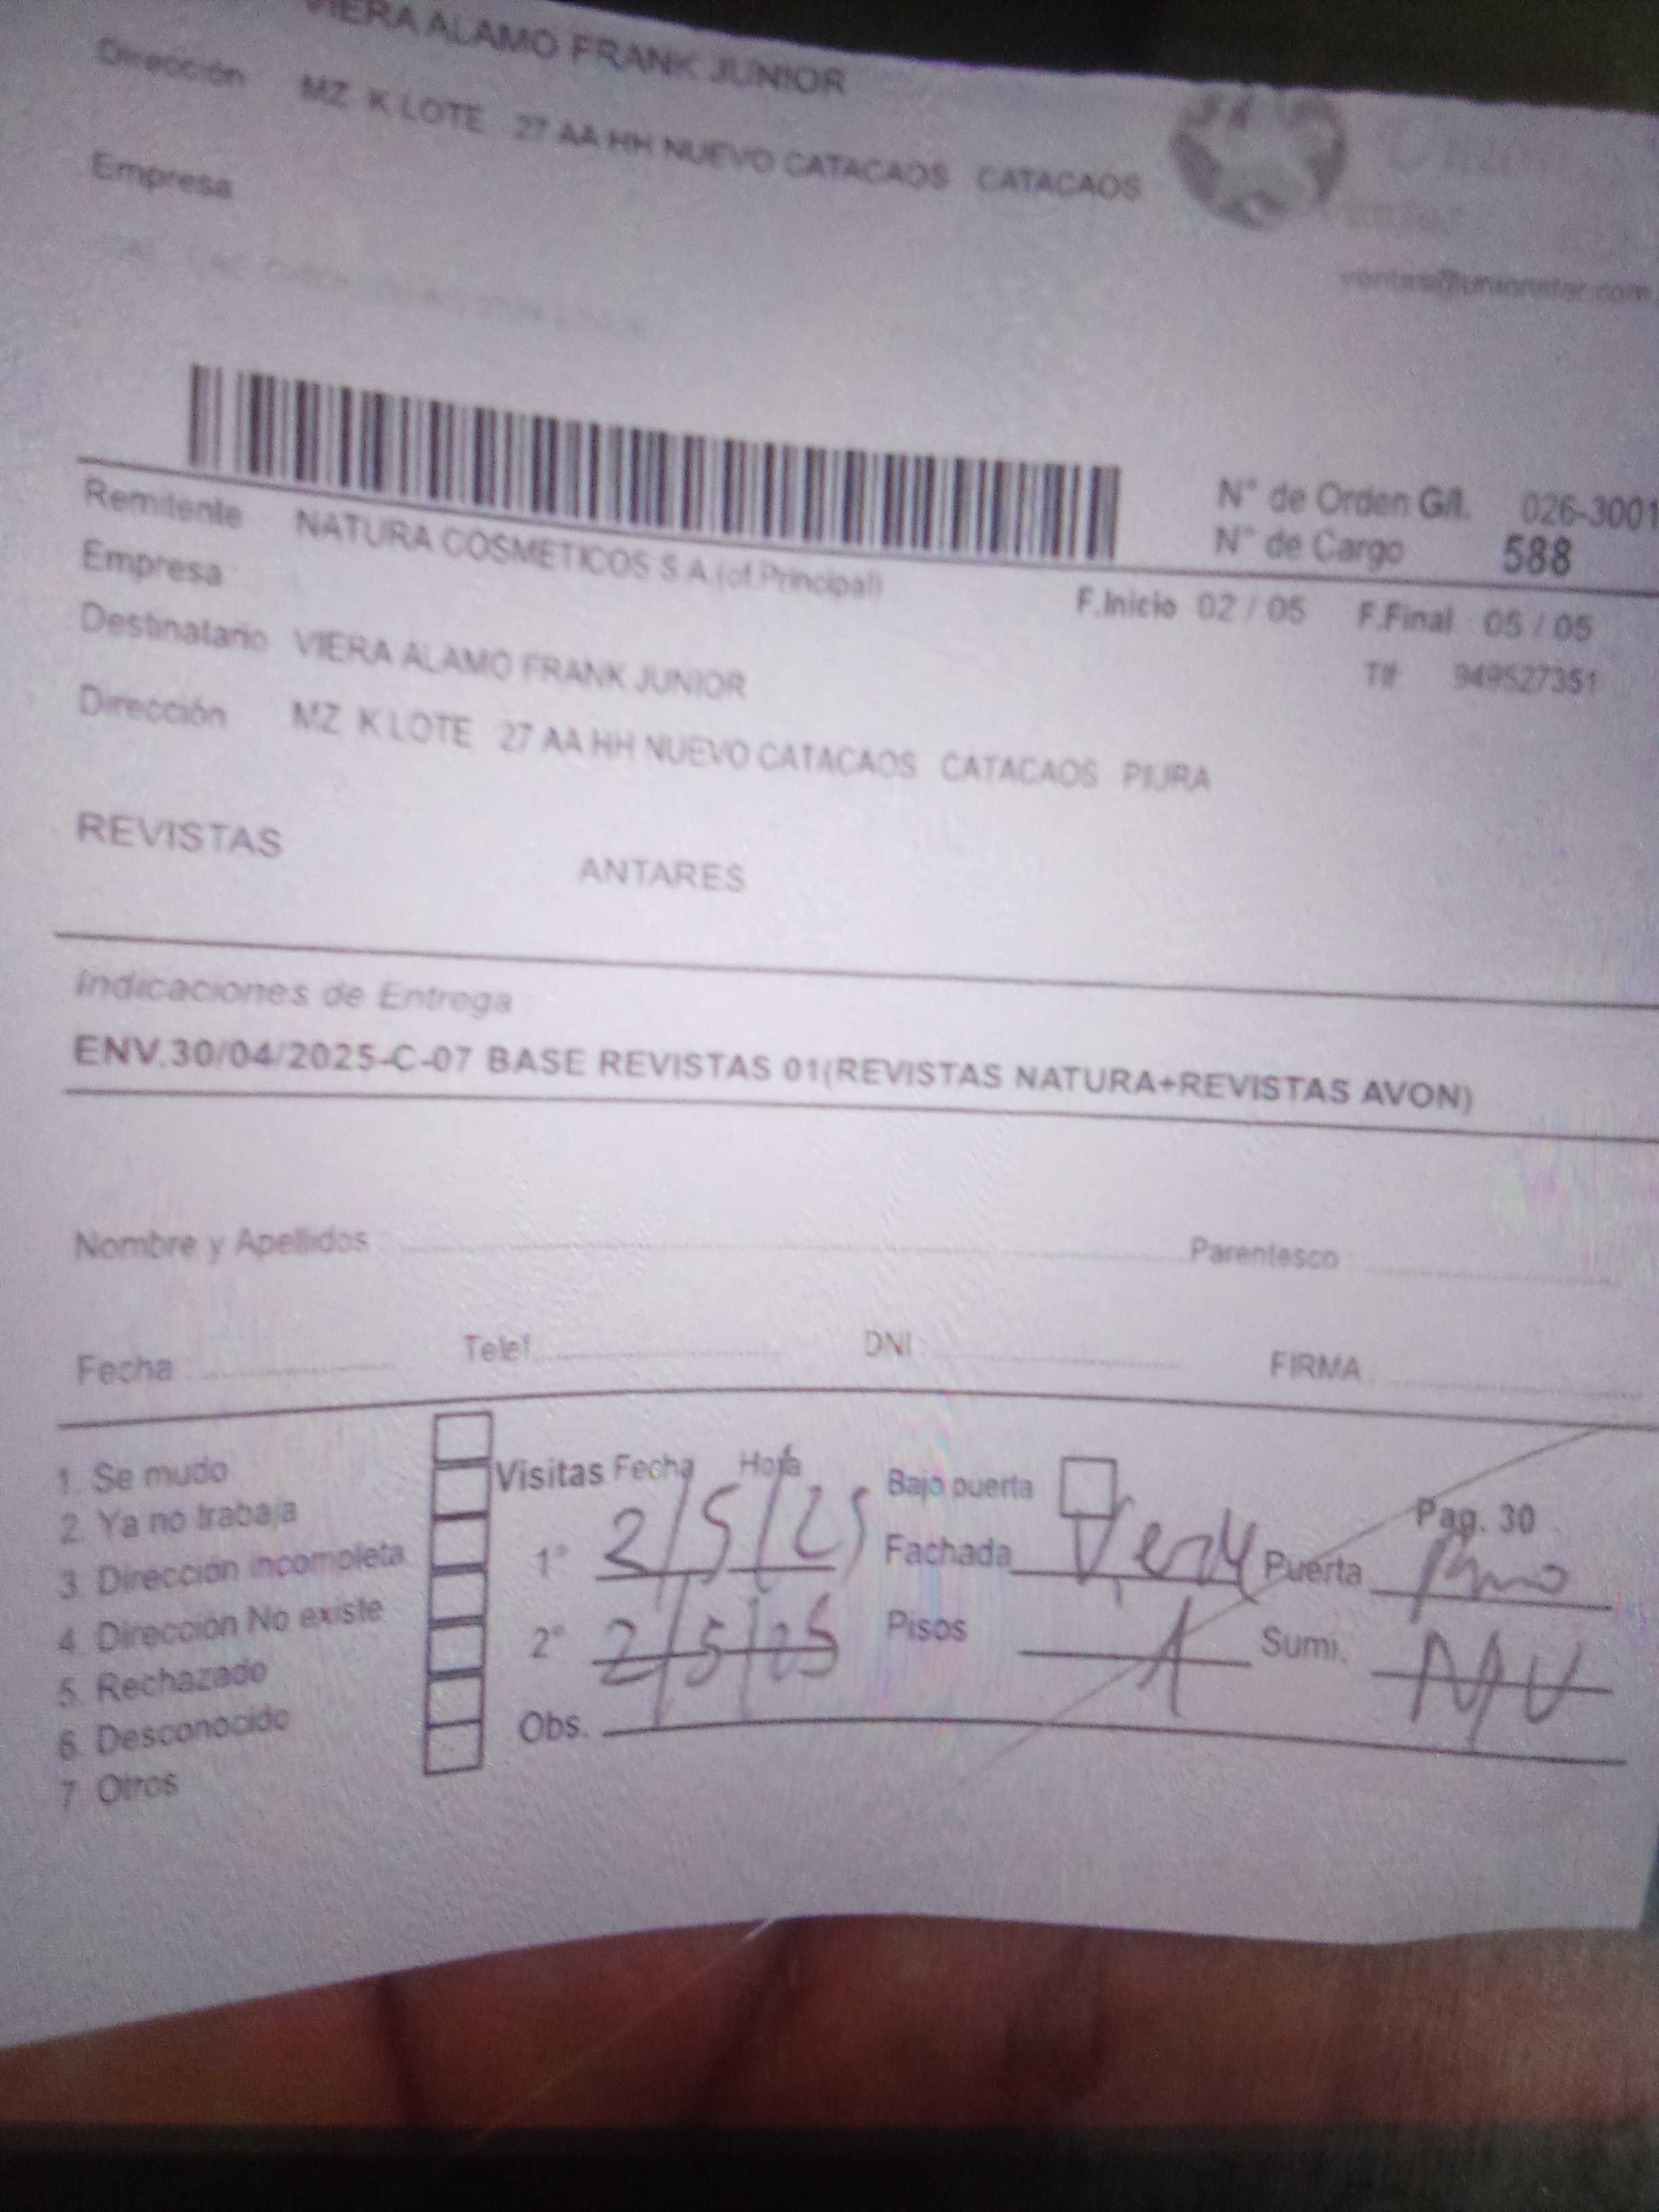 VIERA ALAMO FRANK JUNIOR
Dirección MZ K LOTE 27 AA HH NUEVO CATACAOS CATACAOS
Empresa
ventas@unionstar.com
N° de Orden G/I. 026-3001
N° de Cargo 588
Remitente NATURA COSMETICOS S.A.(of.Principal)
F.Inicio 02 / 05 F.Final 05 / 05
Empresa
Tlf 949527351
Destinatario VIERA ALAMO FRANK JUNIOR
Dirección MZ K LOTE 27 AA HH NUEVO CATACAOS CATACAOS PIURA
REVISTAS
ANTARES
Indicaciones de Entrega
ENV.30/04/2025-C-07 BASE REVISTAS 01(REVISTAS NATURA+REVISTAS AVON)
Nombre y Apellidos Parentesco
Fecha Telef. DNI FIRMA
1. Se mudo
2. Ya no trabaja
3. Dirección incompleta
4. Dirección No existe
5. Rechazado
6. Desconocido
7. Otros
Visitas Fecha Hora Bajo puerta Pag. 30
1° 2/5/25 Fachada Puerta
2° 2/5/25 Pisos 1 Sumi.
Obs.